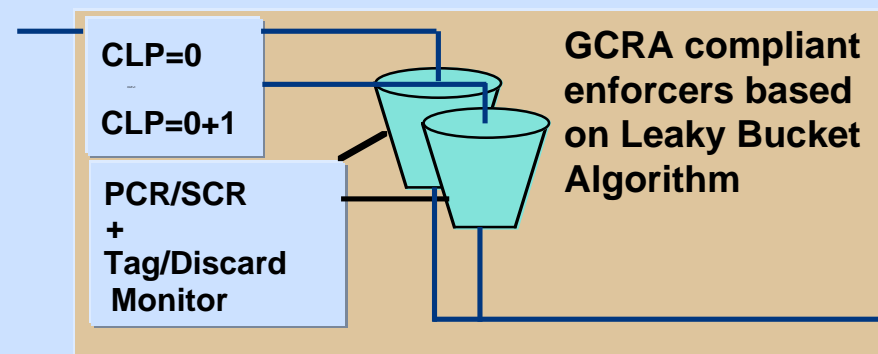 CLP=0
CLP=0+1
PCR/SCR
+
Tag/Discard
Monitor
GCRA compliant
enforcers based
on Leaky Bucket
Algorithm